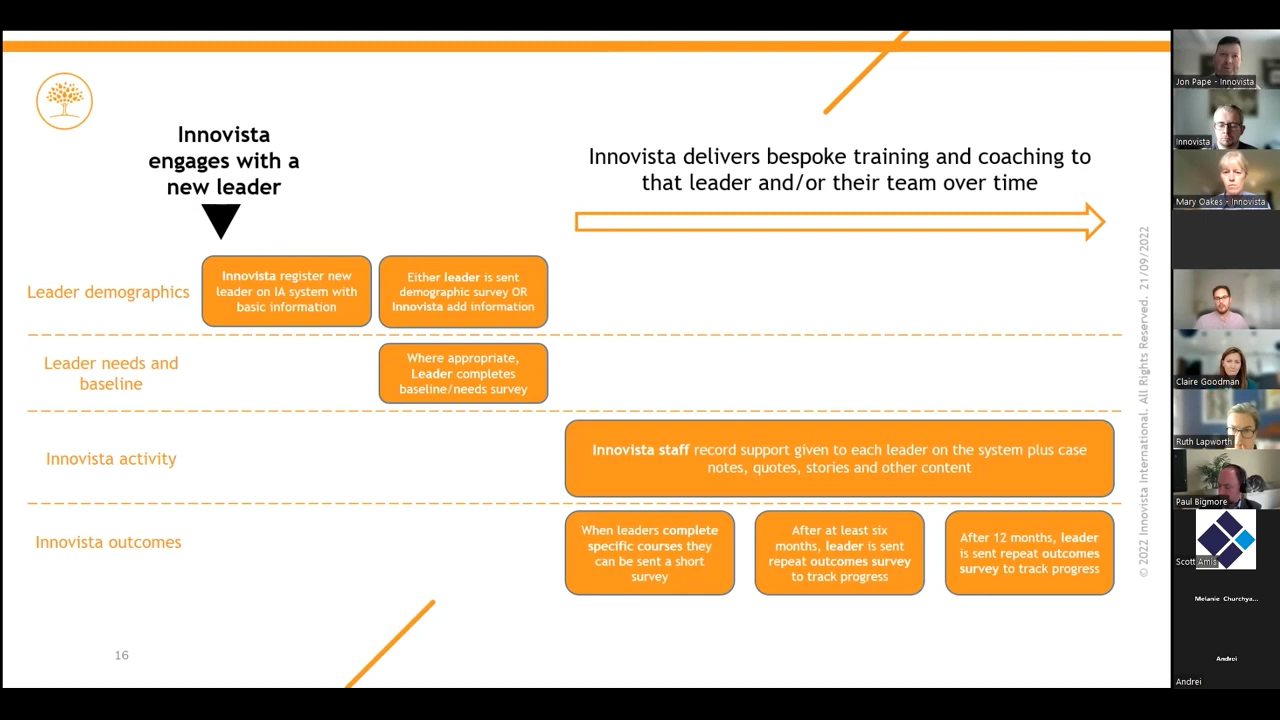 Innovista
engages with a
new leader
Innovista delivers bespoke training and coaching to
that leader and/or their team over time
Leader demographics
Innovista register new
leader on IA system with
basic information
Either leader is sent
demographic survey OR
Innovista add information
Leader needs and
baseline
Where appropriate,
Leader completes
baseline/needs survey
Innovista activity
Innovista staff record support given to each leader on the system plus case
notes, quotes, stories and other content
Innovista outcomes
When leaders complete
specific courses they
can be sent a short
survey
After at least six
months, leader is sent
repeat outcomes survey
to track progress
After 12 months, leader
is sent repeat outcomes
survey to track progress
16
© 2022 Innovista International. All Rights Reserved. 21/09/2022
Jon Pape - Innovista
Innovista
Mary Oakes - Innovista
Claire Goodman
Ruth Lapworth
Paul Bigmore
Scott Amis
Melanie Churchya...
Andrei
Andrei